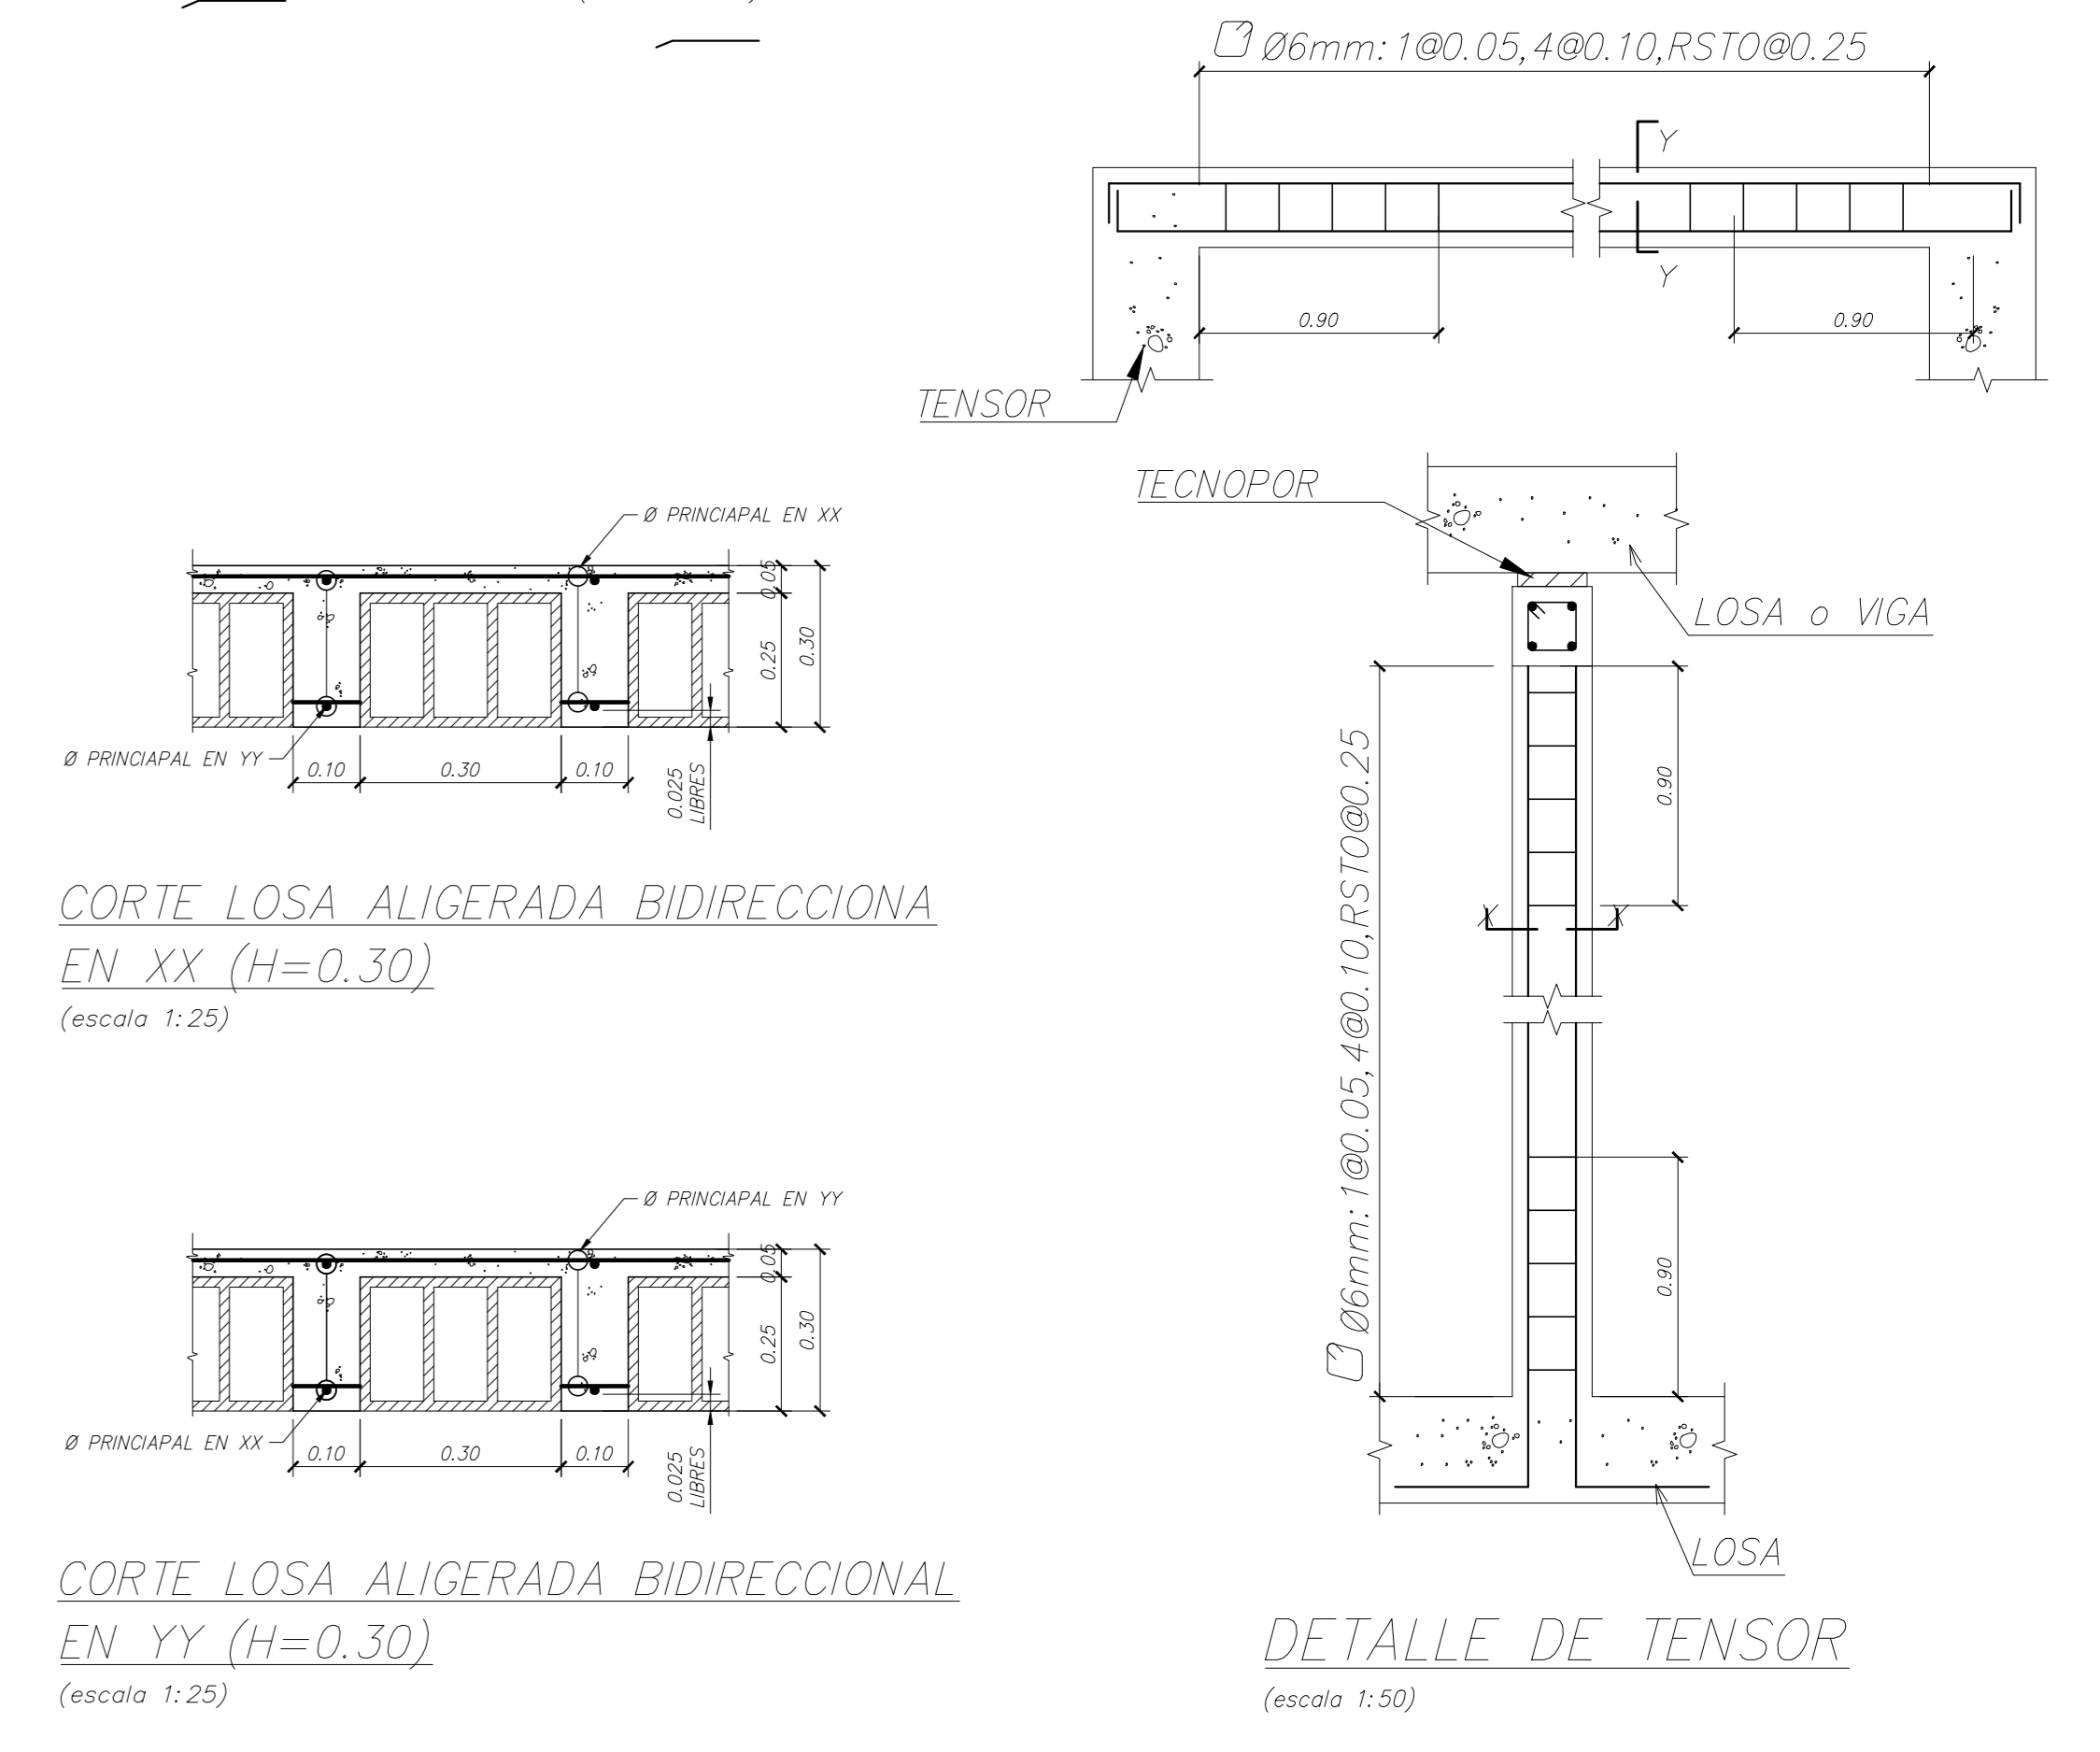 Ø6mm: 1@0.05,4@0.10,RSTO@0.25
Y
Y
0.90
0.90
TENSOR
Ø PRINCIAPAL EN XX
0.05
0.25
0.30
Ø PRINCIAPAL EN YY
0.10
0.30
0.10
0.025
LIBRES
CORTE LOSA ALIGERADA BIDIRECCIONA
EN XX (H=0.30)
(escala 1:25)
Ø PRINCIAPAL EN YY
0.05
0.25
0.30
Ø PRINCIAPAL EN XX
0.10
0.30
0.10
0.025
LIBRES
CORTE LOSA ALIGERADA BIDIRECCIONAL
EN YY (H=0.30)
(escala 1:25)
TECNOPOR
LOSA o VIGA
Ø6mm: 1@0.05,4@0.10,RSTO@0.25
0.90
X
X
0.90
LOSA
DETALLE DE TENSOR
(escala 1:50)